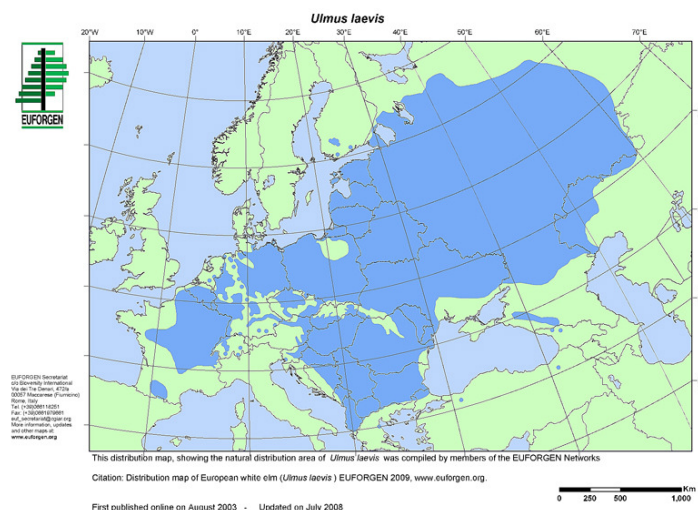 Ulmus laevis
20°W 10°W 0° 10°E 20°E 30°E 40°E 50°E 60°E 70°E
EUFORGEN
EUFORGEN Secretariat
c/o Bioversity International
Via dei Tre Denari, 472/a
00057 Maccarese (Fiumicino)
Rome, Italy
More information, updates
and other maps at:
www.euforgen.org
This distribution map, showing the natural distribution area of Ulmus laevis was compiled by members of the EUFORGEN Networks
Citation: Distribution map of European white elm (Ulmus laevis ) EUFORGEN 2009, www.euforgen.org.
First published online on August 2003 - Updated on July 2008
Km
0 250 500 1,000